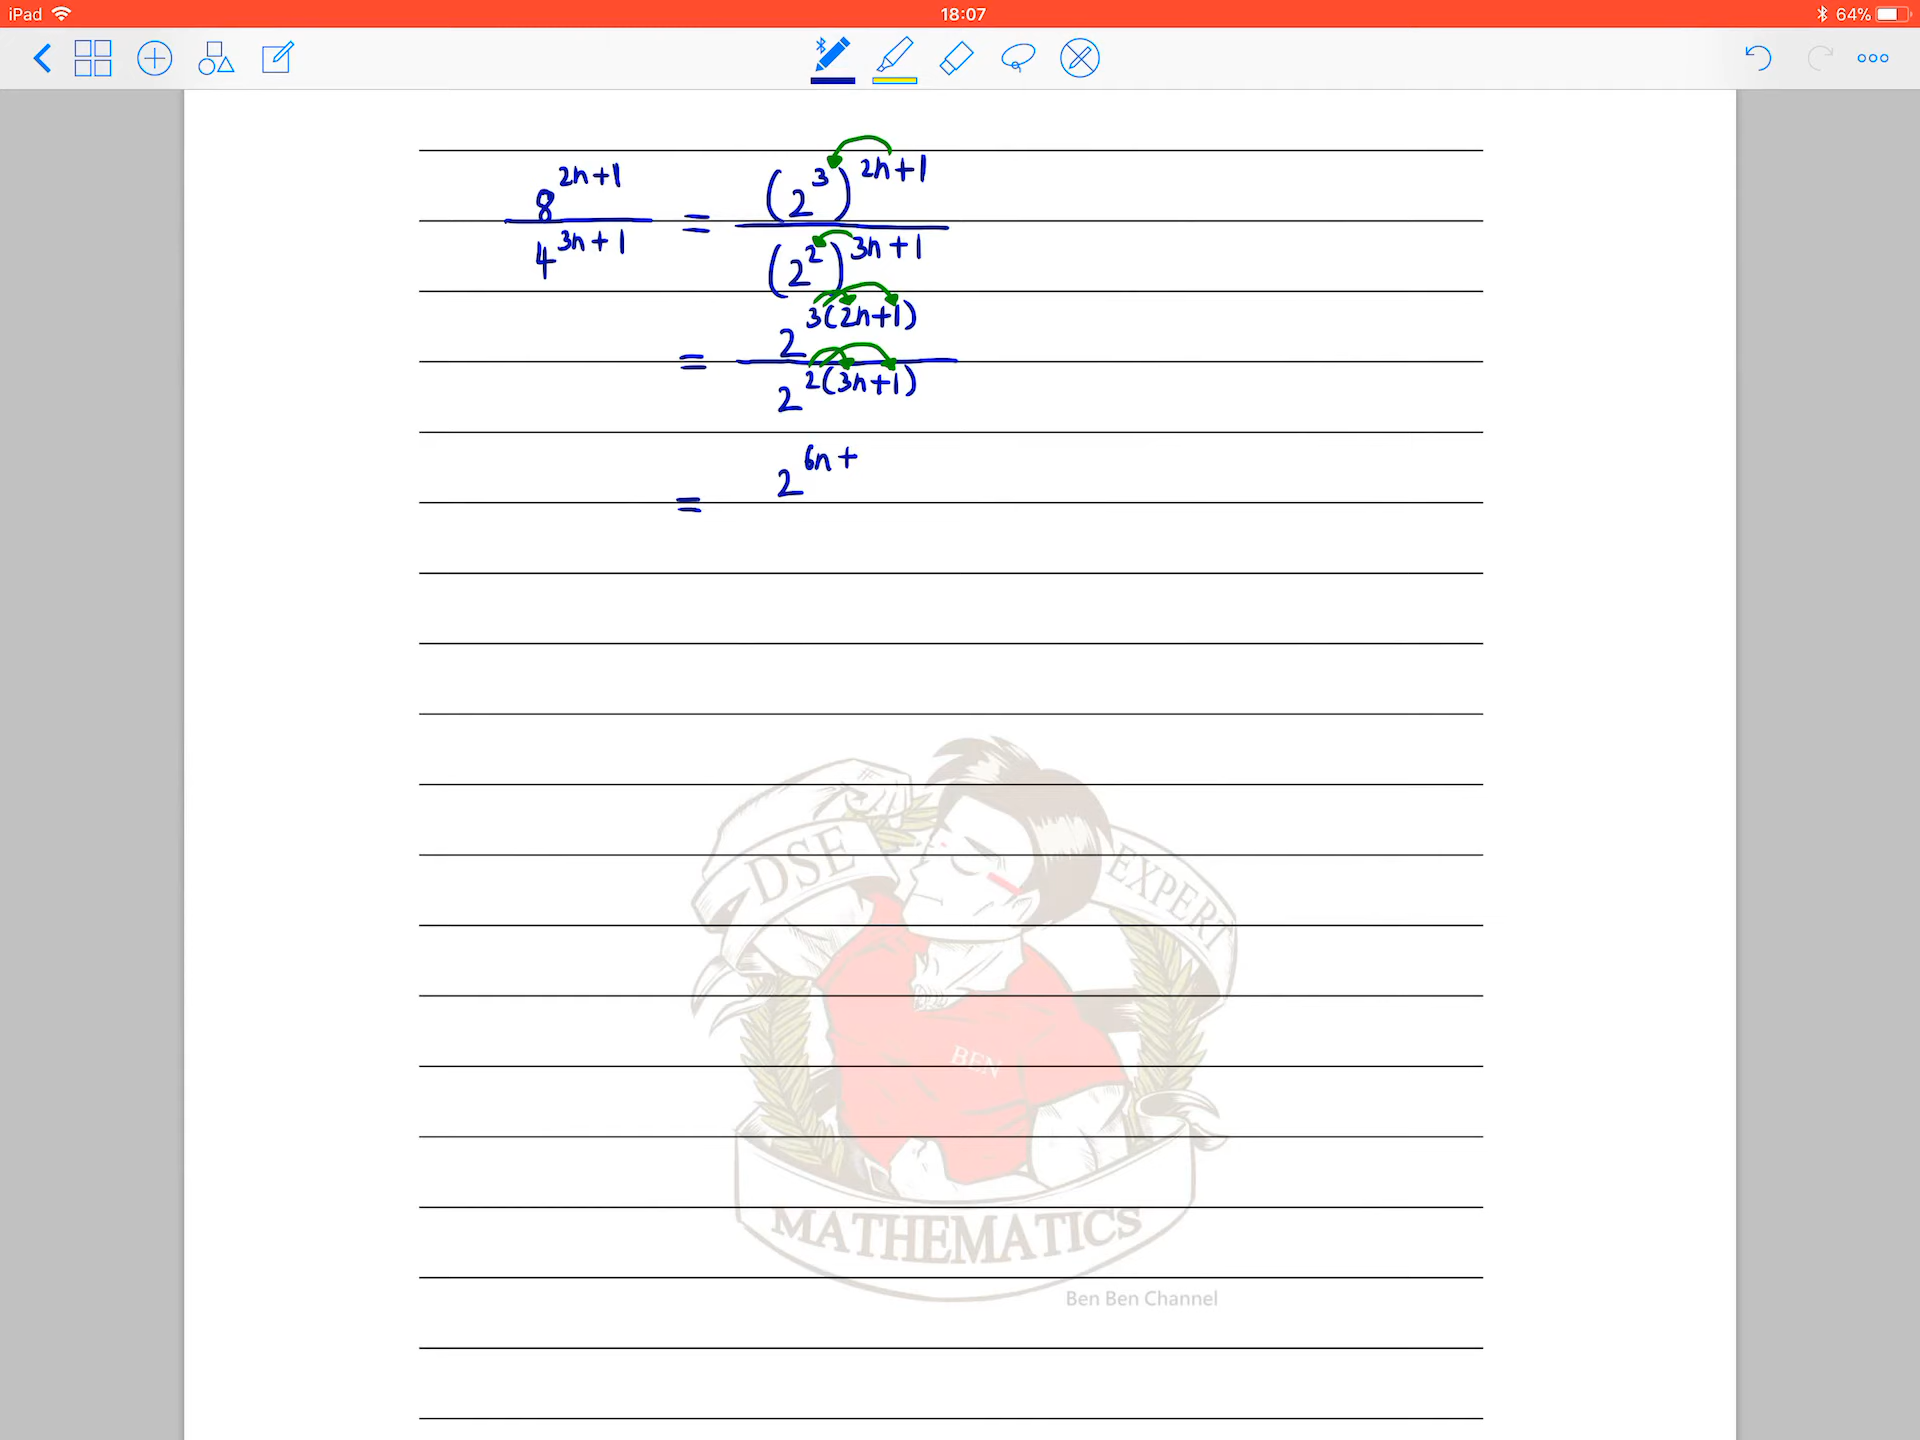 iPad 18:07 64%
8^{2n+1} / 4^{3n+1} = (2^3)^{2n+1} / (2^2)^{3n+1}
= 2^{3(2n+1)} / 2^{2(3n+1)}
= 2^{6n+
DSE EXPERT
BEN
MATHEMATICS
Ben Ben Channel